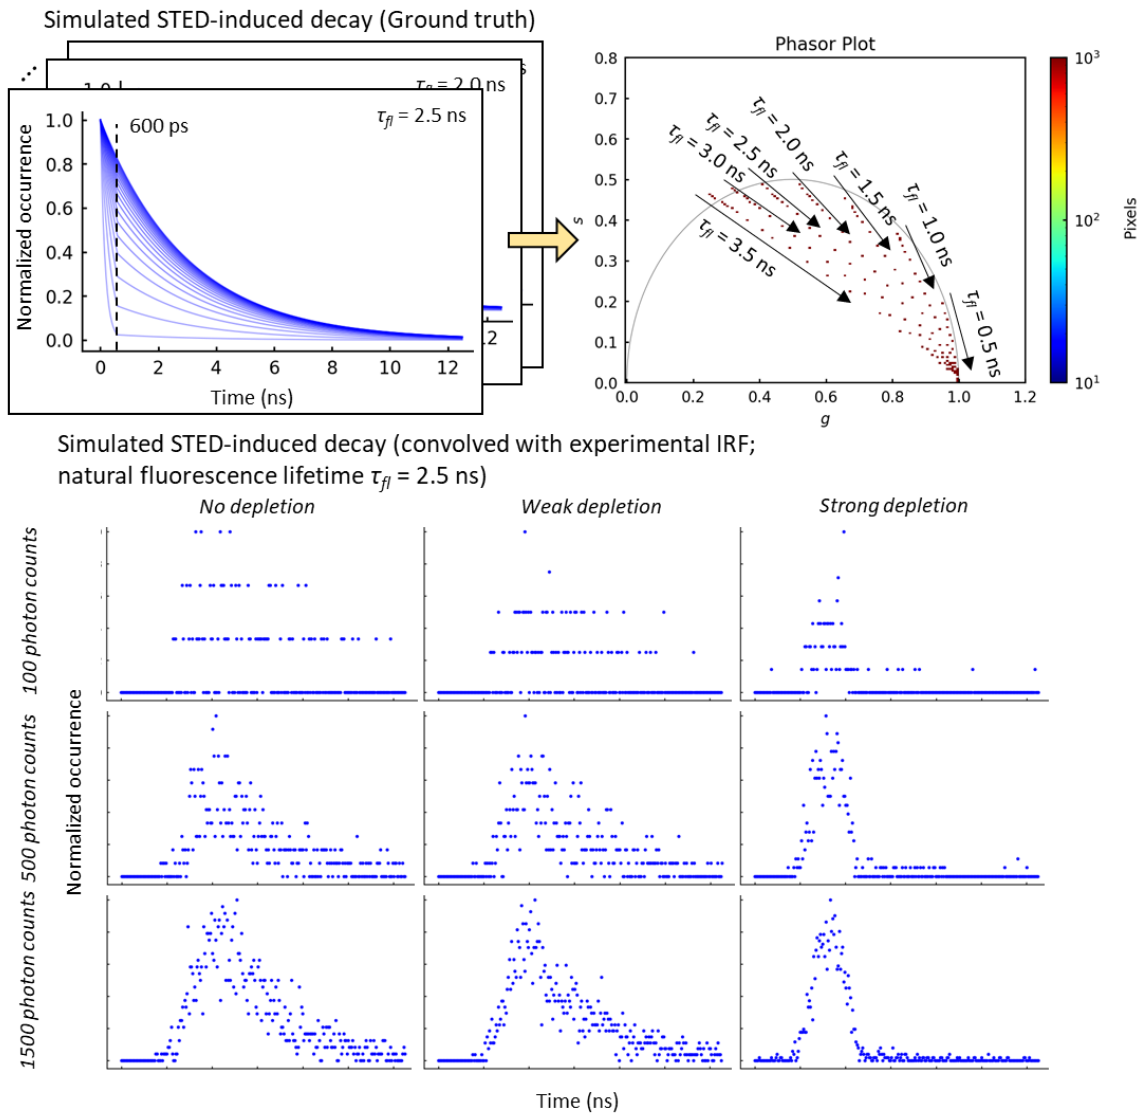 Simulated STED-induced decay (Ground truth)
s
1.0
τfl = 2.0 ns
τfl = 2.5 ns
600 ps
1.0
0.8
0.6
0.4
0.2
0.0
Normalized occurrence
0 2 4 6 8 10 12
.2
Time (ns)
Phasor Plot
0.8
0.7
0.6
0.5
0.4
0.3
0.2
0.1
0.0
s
0.0 0.2 0.4 0.6 0.8 1.0 1.2
g
τfl = 3.5 ns
τfl = 3.0 ns
τfl = 2.5 ns
τfl = 2.0 ns
τfl = 1.5 ns
τfl = 1.0 ns
τfl = 0.5 ns
10³
10²
10¹
Pixels
Simulated STED-induced decay (convolved with experimental IRF;
natural fluorescence lifetime τfl = 2.5 ns)
No depletion Weak depletion Strong depletion
100 photon counts
500 photon counts
1500 photon counts
Normalized occurrence
Time (ns)